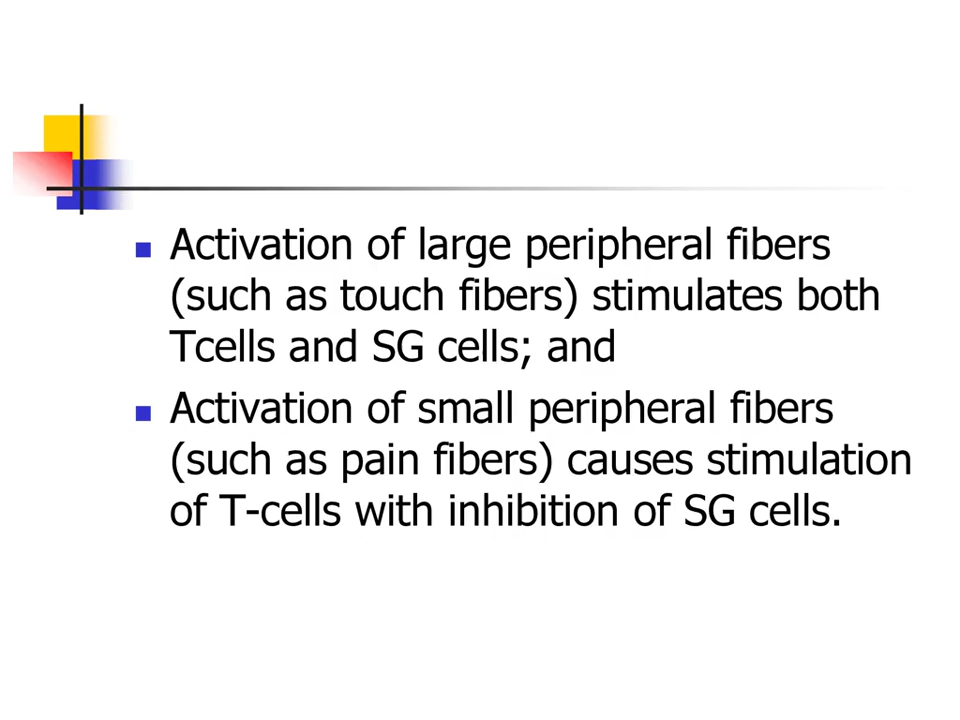 Activation of large peripheral fibers
(such as touch fibers) stimulates both
Tcells and SG cells; and
Activation of small peripheral fibers
(such as pain fibers) causes stimulation
of T-cells with inhibition of SG cells.